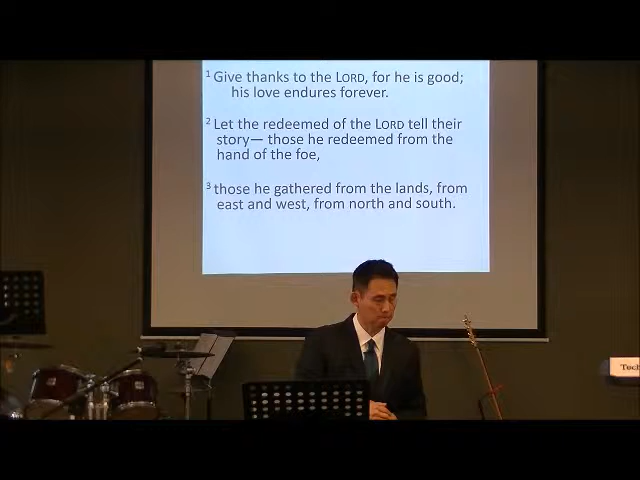 1 Give thanks to the LORD, for he is good;
his love endures forever.
2 Let the redeemed of the LORD tell their
story— those he redeemed from the
hand of the foe,
3 those he gathered from the lands, from
east and west, from north and south.
Tech